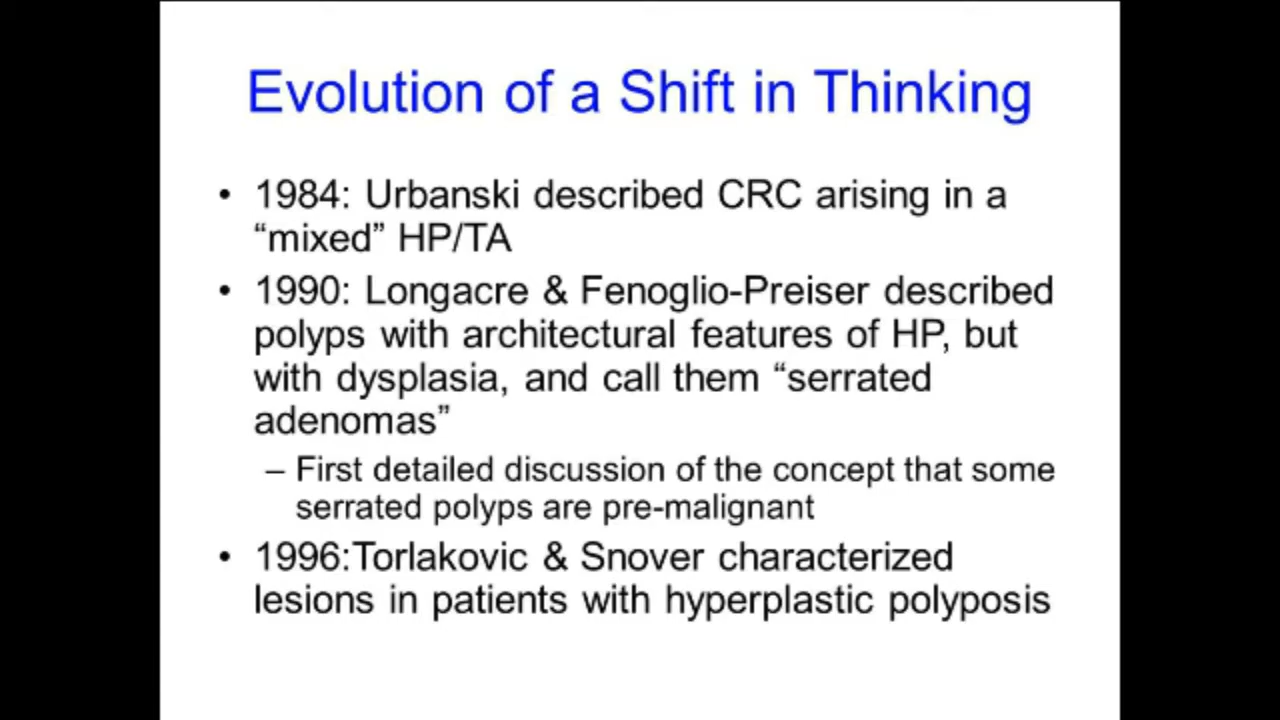 Evolution of a Shift in Thinking
• 1984: Urbanski described CRC arising in a
“mixed” HP/TA
• 1990: Longacre & Fenoglio-Preiser described
polyps with architectural features of HP, but
with dysplasia, and call them “serrated
adenomas”
– First detailed discussion of the concept that some
serrated polyps are pre-malignant
• 1996:Torlakovic & Snover characterized
lesions in patients with hyperplastic polyposis